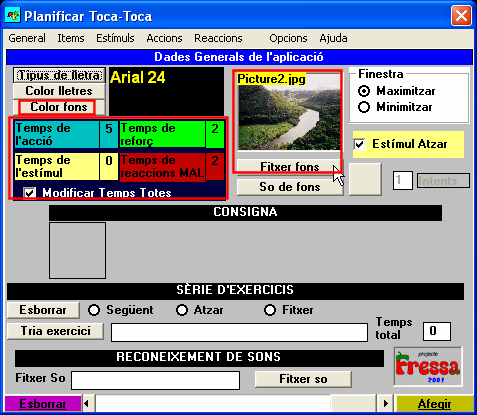 Planificar Toca-Toca
General Items Estímuls Accions Reaccions Opcions Ajuda
Dades Generals de l'aplicació
Tipus de lletra
Color lletres
Color fons
Arial 24
Picture2.jpg
Finestra
Maximitzar
Minimitzar
Temps de l'acció 5
Temps de reforç 2
Temps de l'estímul 0
Temps de reaccions MAL 2
Modificar Temps Totes
Fitxer fons
So de fons
Estímul Atzar
1 Intents
CONSIGNA
SÈRIE D'EXERCICIS
Esborrar Següent Atzar Fitxer
Tria exercici
Temps total 0
RECONEIXEMENT DE SONS
Fitxer So
Fitxer so
projecte
Fressa
2001
Esborrar
Afegir